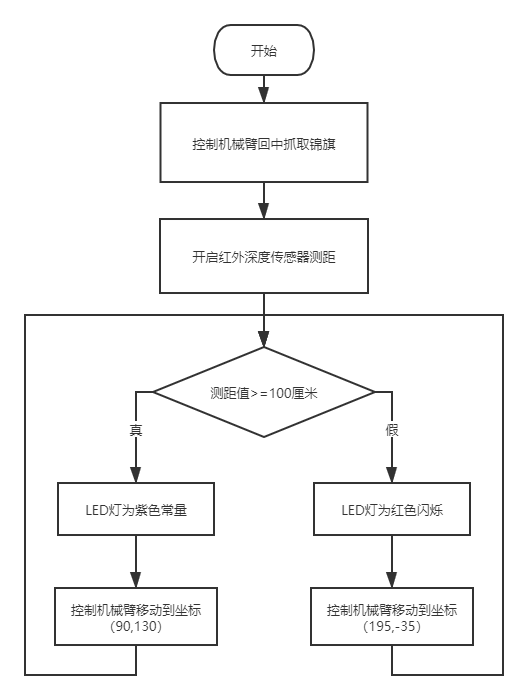 开始
控制机械臂回中抓取锦旗
开启红外深度传感器测距
测距值>=100厘米
真
假
LED灯为紫色常量
LED灯为红色闪烁
控制机械臂移动到坐标
（90,130）
控制机械臂移动到坐标
（195,-35）